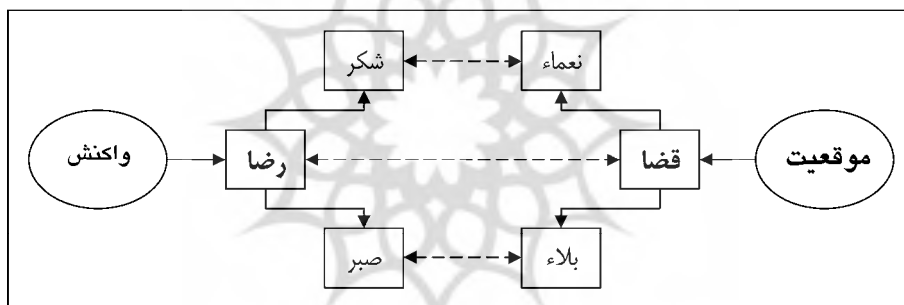 نعماء
شکر
موقعیت
قضا
رضا
واکنش
بلاء
صبر